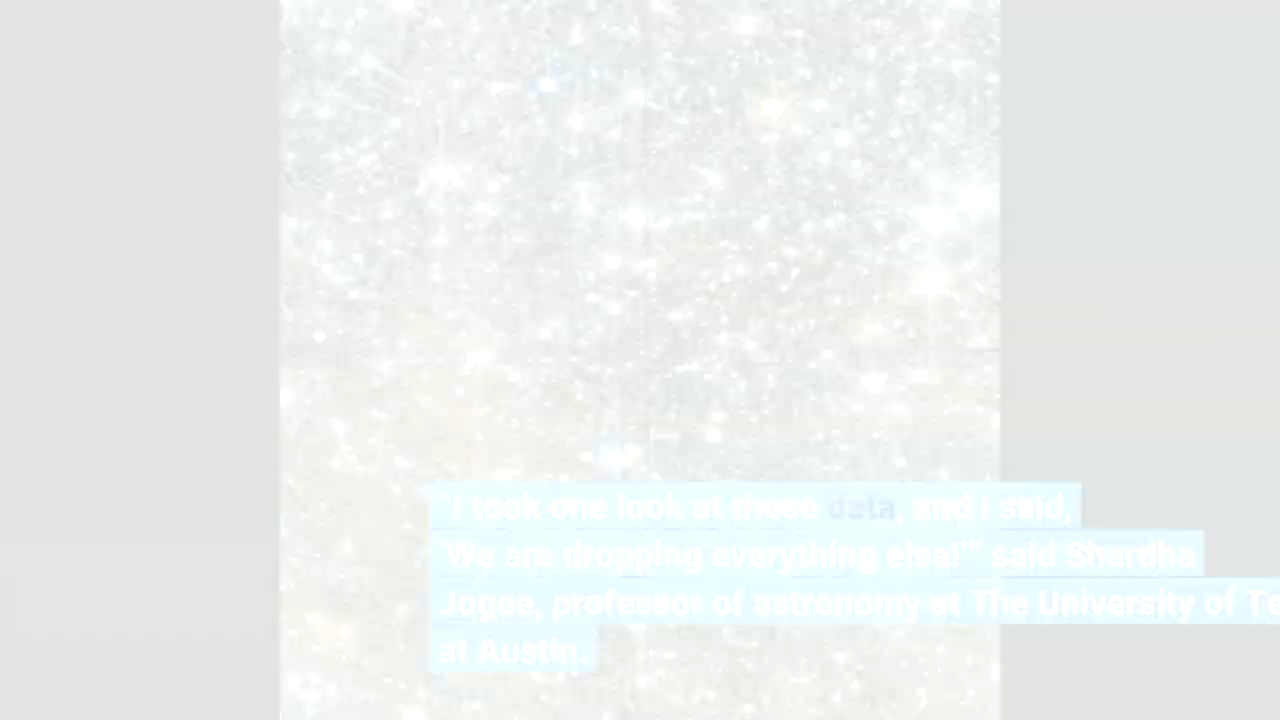 "I took one look at these data, and I said,
'We are dropping everything else!'" said Shardha
Jogee, professor of astronomy at The University of Te
at Austin.